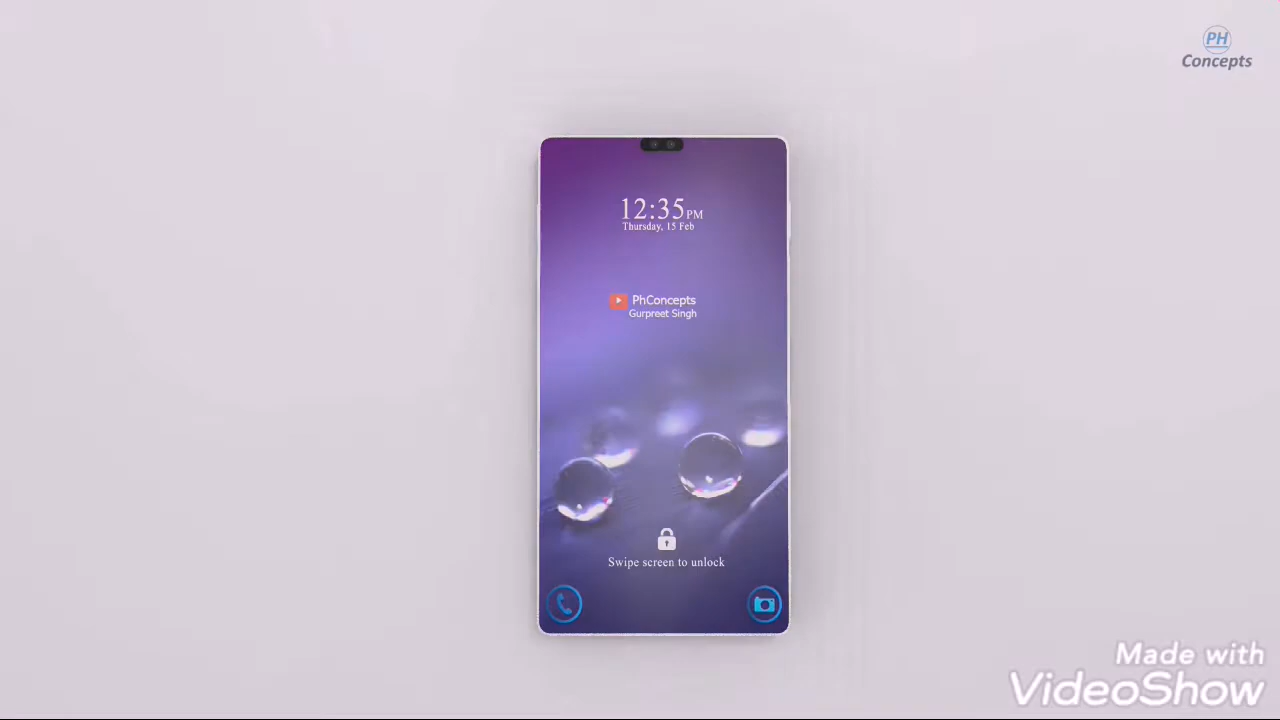 PH
Concepts
12:35PM
Thursday, 15 Feb
PhConcepts
Gurpreet Singh
Swipe screen to unlock
Made with
VideoShow